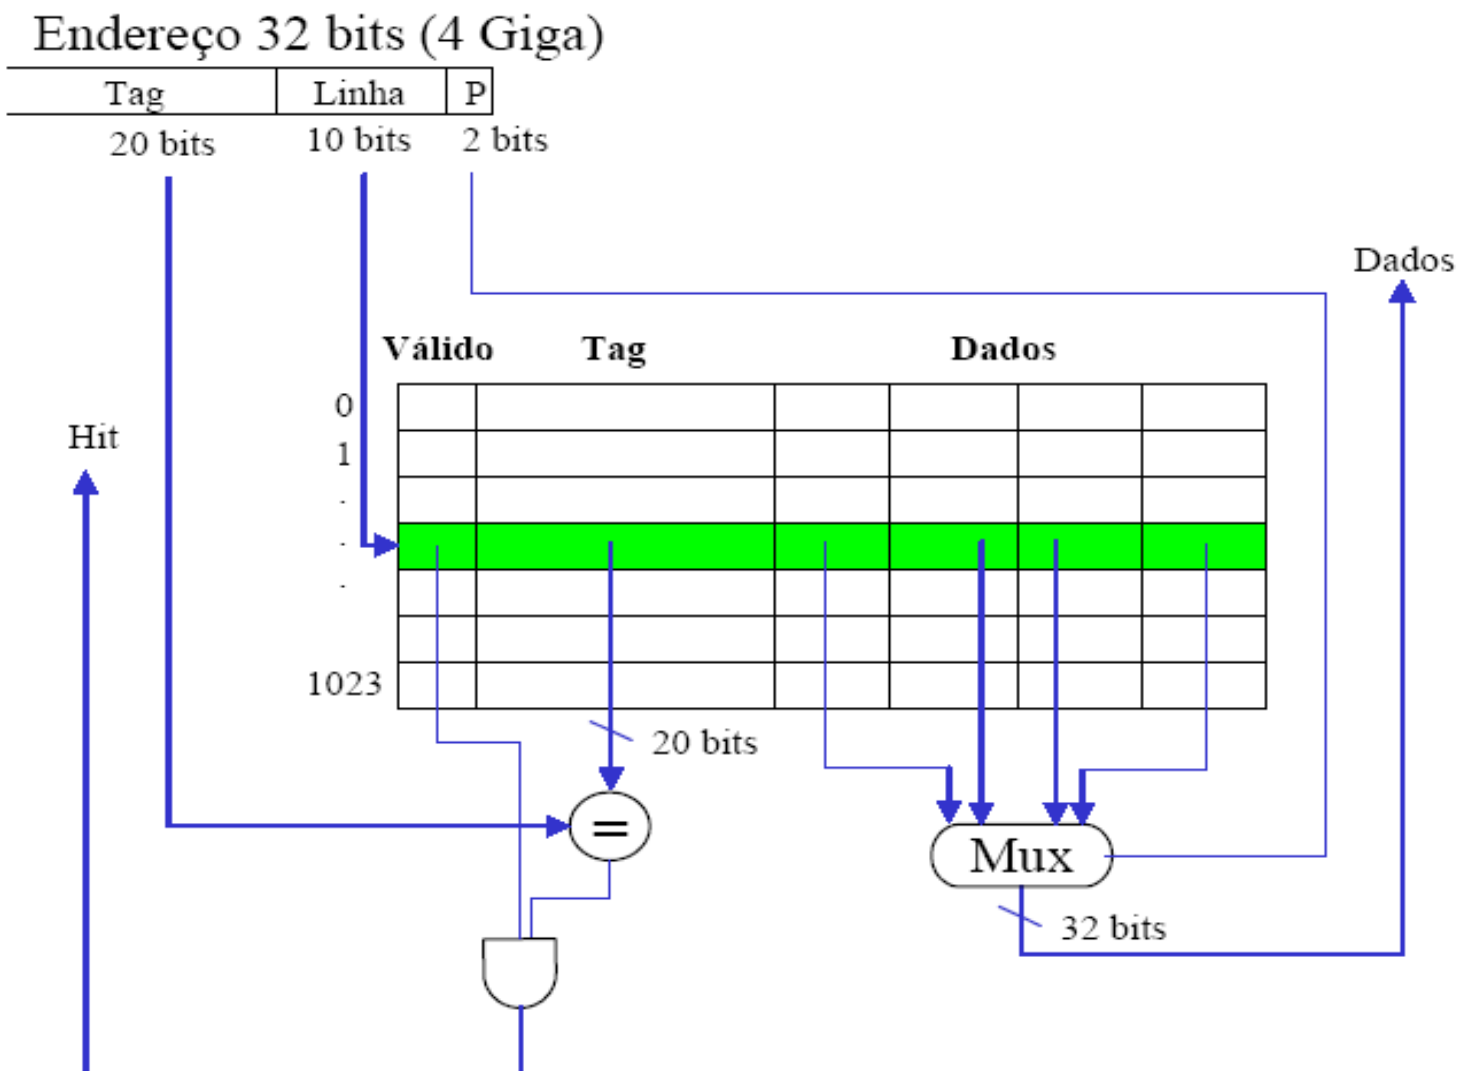 Endereço 32 bits (4 Giga)
Tag Linha P
20 bits 10 bits 2 bits
Dados
Válido Tag Dados
0
Hit
1
.
.
.
1023
20 bits
=
Mux
32 bits